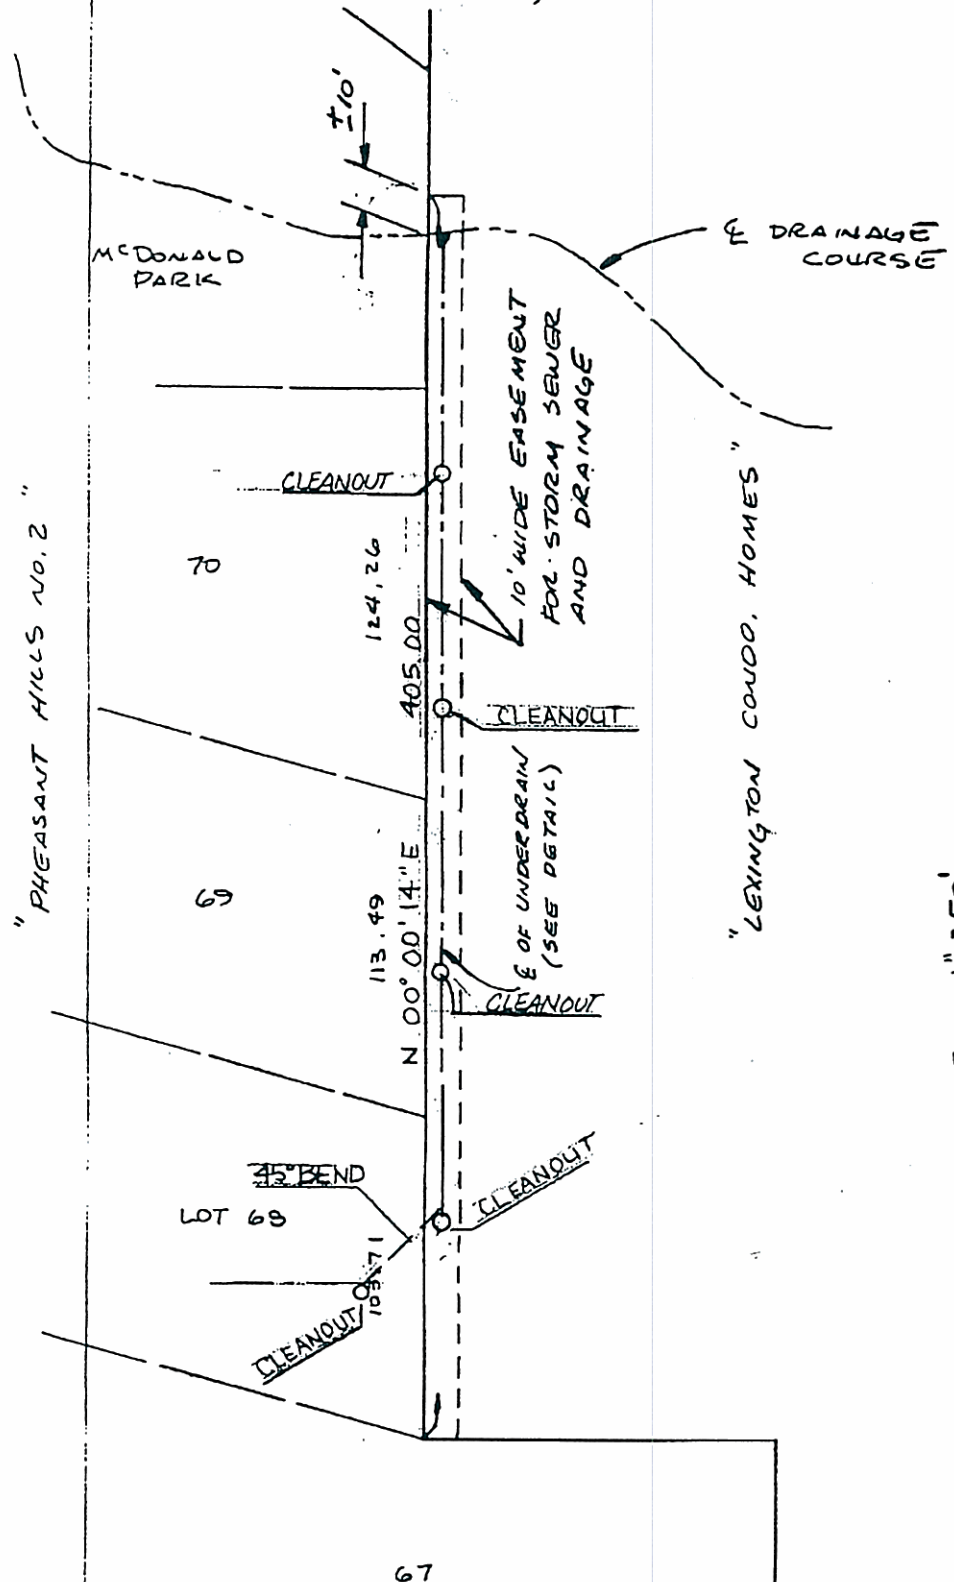 ±10'
℄ DRAINAGE
COURSE
McDONALD
PARK
10' WIDE EASEMENT
FOR STORM SEWER
AND DRAINAGE
CLEANOUT
"PHEASANT HILLS NO. 2"
70
124.26
405.00
"LEXINGTON CONDO. HOMES"
CLEANOUT
℄ OF UNDERDRAIN
(SEE DETAIL)
69
113.49
N 00° 00' 14" E
CLEANOUT
45° BEND
CLEANOUT
LOT 68
103.71
CLEANOUT
67